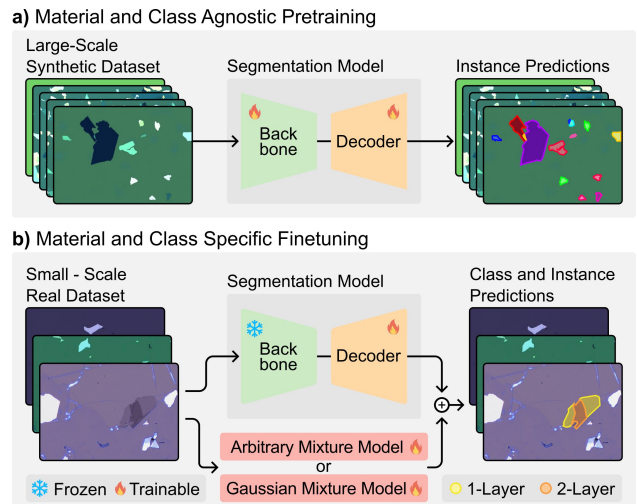 a) Material and Class Agnostic Pretraining
Large-Scale
Synthetic Dataset
Segmentation Model
Instance Predictions
Back
bone
Decoder
b) Material and Class Specific Finetuning
Small - Scale
Real Dataset
Segmentation Model
Class and Instance
Predictions
Back
bone
Decoder
Arbitrary Mixture Model
or
Gaussian Mixture Model
Frozen
Trainable
1-Layer
2-Layer